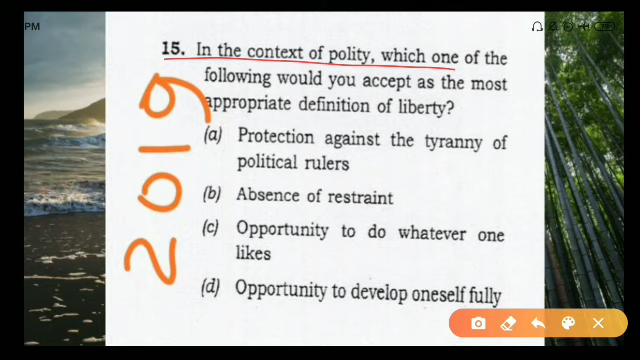 PM
15. In the context of polity, which one of the
following would you accept as the most
appropriate definition of liberty?
(a) Protection against the tyranny of
political rulers
(b) Absence of restraint
(c) Opportunity to do whatever one
likes
(d) Opportunity to develop oneself fully
2019